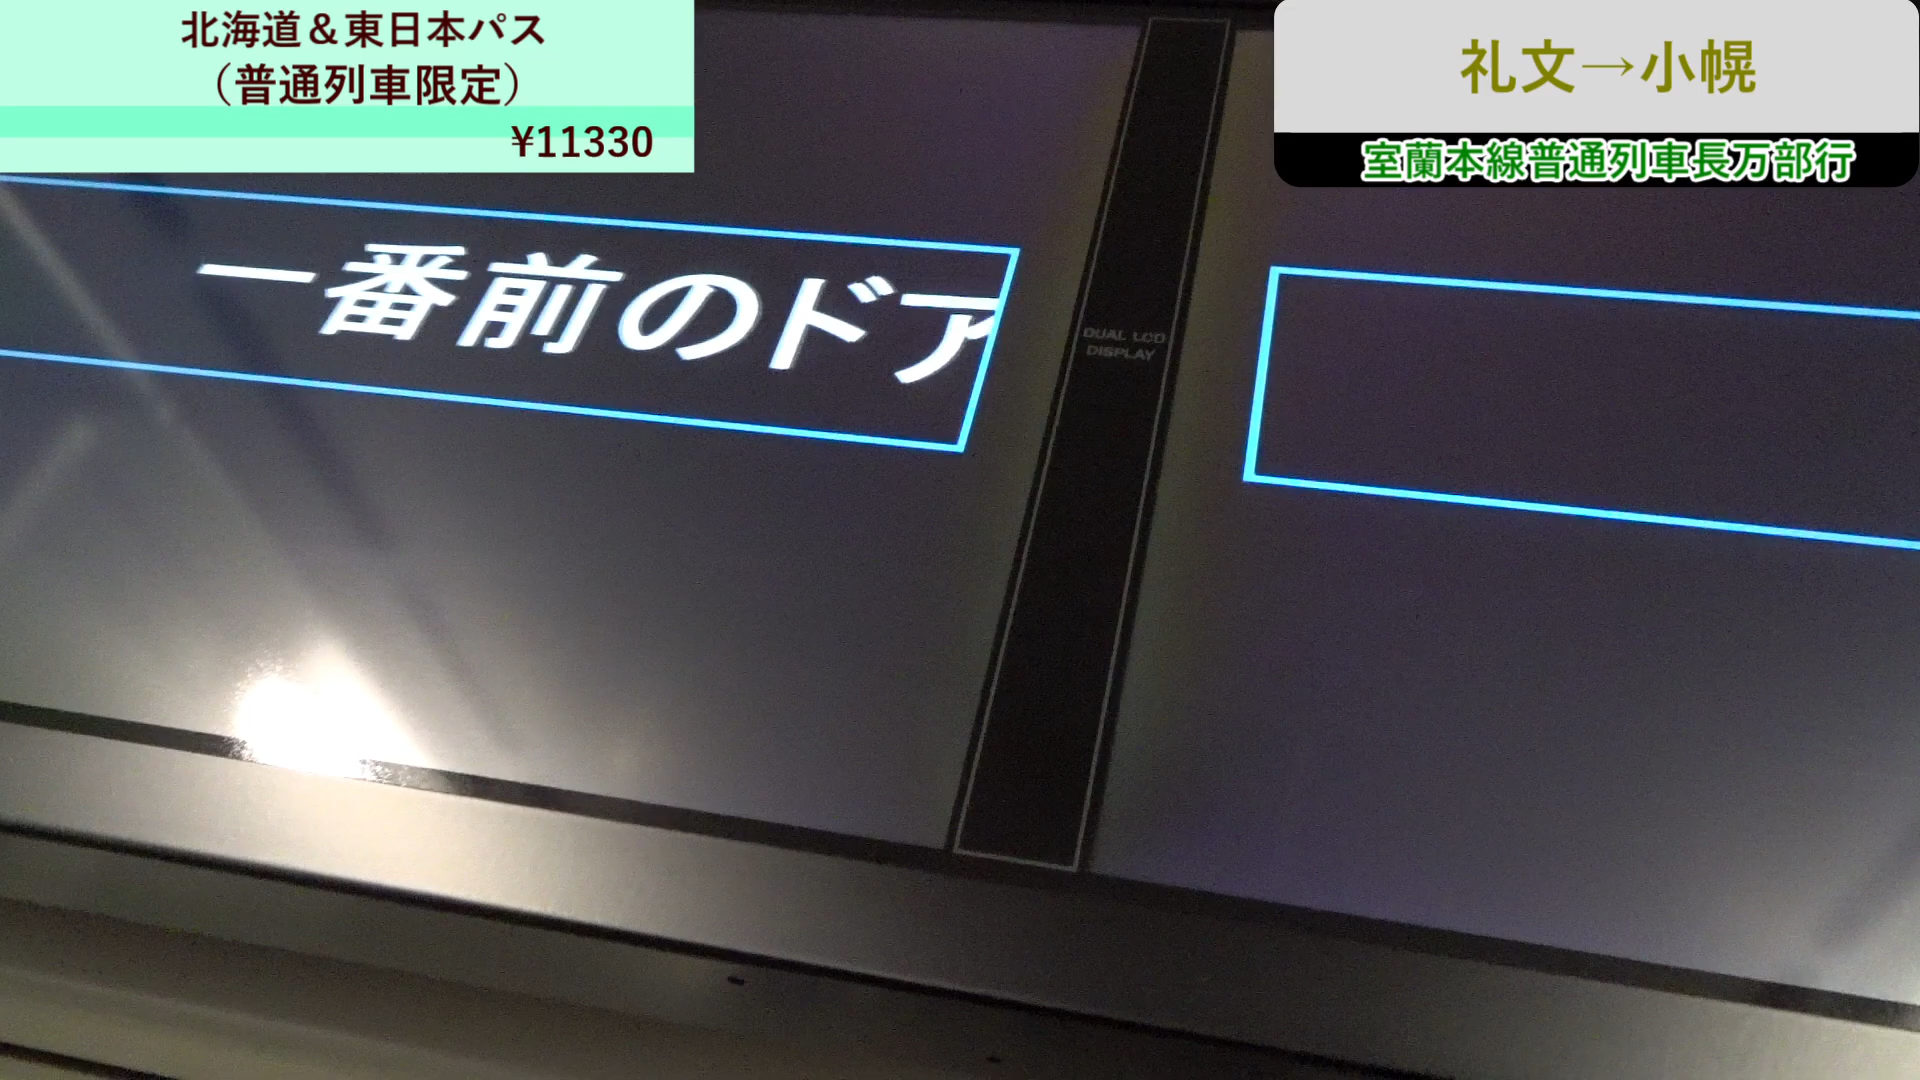 北海道＆東日本パス
（普通列車限定）
¥11330
礼文→小幌
室蘭本線普通列車長万部行
一番前のドア
DUAL LCD
DISPLAY